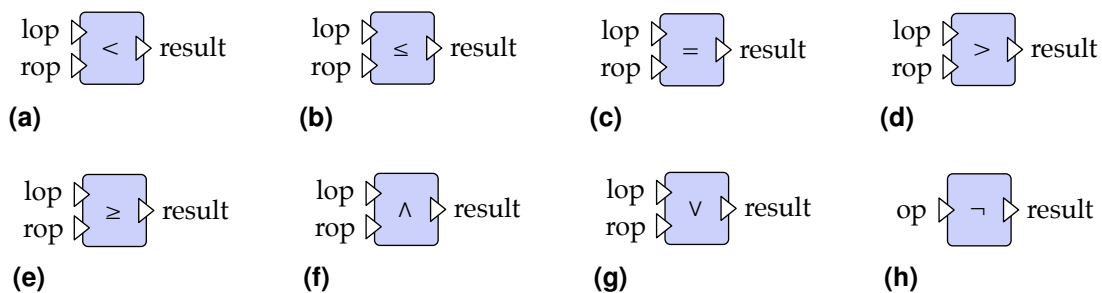 lop < result
rop
(a)
lop ≤ result
rop
(b)
lop = result
rop
(c)
lop > result
rop
(d)
lop ≥ result
rop
(e)
lop ∧ result
rop
(f)
lop ∨ result
rop
(g)
op ¬ result
(h)